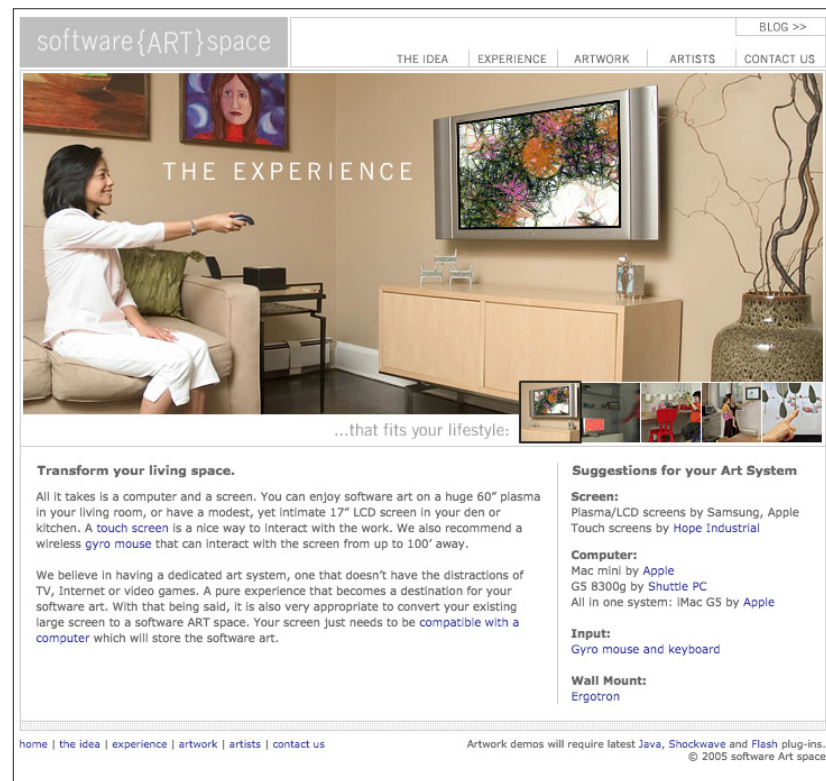 software{ART}space
BLOG >>
THE IDEA
EXPERIENCE
ARTWORK
ARTISTS
CONTACT US
THE EXPERIENCE
...that fits your lifestyle:
Transform your living space.
All it takes is a computer and a screen. You can enjoy software art on a huge 60” plasma
in your living room, or have a modest, yet intimate 17” LCD screen in your den or
kitchen. A touch screen is a nice way to interact with the work. We also recommend a
wireless gyro mouse that can interact with the screen from up to 100’ away.
We believe in having a dedicated art system, one that doesn’t have the distractions of
TV, Internet or video games. A pure experience that becomes a destination for your
software art. With that being said, it is also very appropriate to convert your existing
large screen to a software ART space. Your screen just needs to be compatible with a
computer which will store the software art.
Suggestions for your Art System
Screen:
Plasma/LCD screens by Samsung, Apple
Touch screens by Hope Industrial
Computer:
Mac mini by Apple
G5 8300g by Shuttle PC
All in one system: iMac G5 by Apple
Input:
Gyro mouse and keyboard
Wall Mount:
Ergotron
home | the idea | experience | artwork | artists | contact us
Artwork demos will require latest Java, Shockwave and Flash plug-ins.
© 2005 software Art space